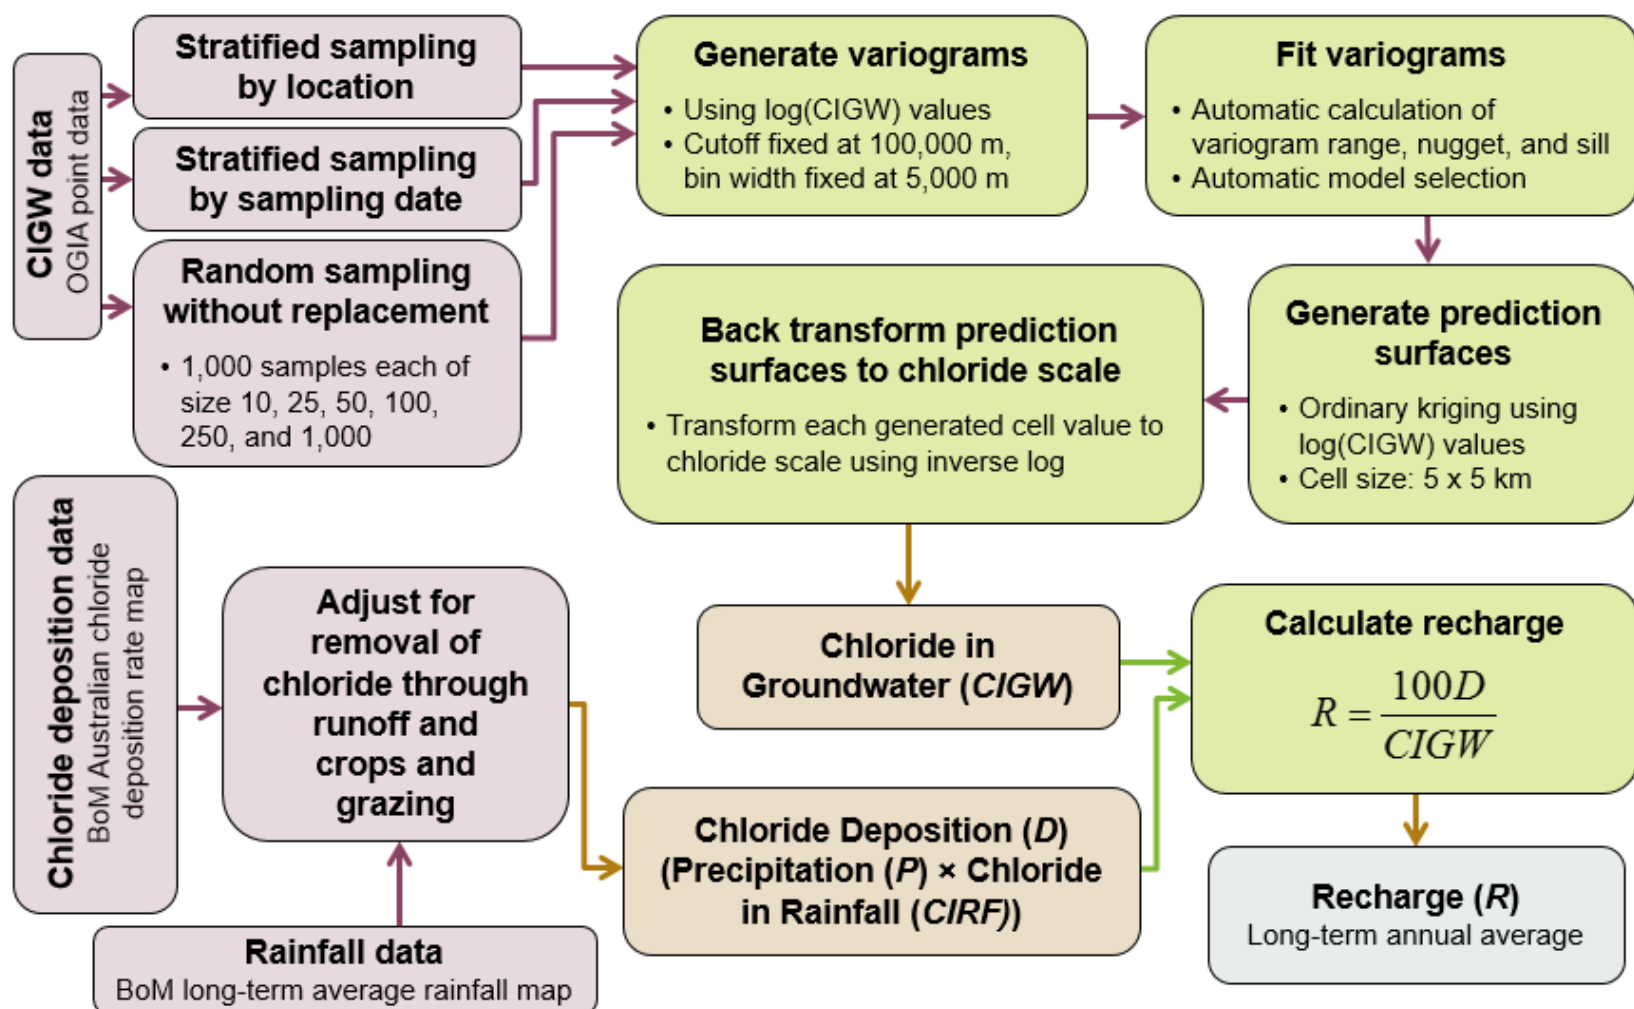 CIGW data
OGIA point data
Stratified sampling
by location
Stratified sampling
by sampling date
Random sampling
without replacement
• 1,000 samples each of
size 10, 25, 50, 100,
250, and 1,000
Generate variograms
• Using log(CIGW) values
• Cutoff fixed at 100,000 m,
bin width fixed at 5,000 m
Fit variograms
• Automatic calculation of
variogram range, nugget, and sill
• Automatic model selection
Generate prediction
surfaces
• Ordinary kriging using
log(CIGW) values
• Cell size: 5 x 5 km
Back transform prediction
surfaces to chloride scale
• Transform each generated cell value to
chloride scale using inverse log
Chloride deposition data
BoM Australian chloride
deposition rate map
Adjust for
removal of
chloride through
runoff and
crops and
grazing
Rainfall data
BoM long-term average rainfall map
Chloride in
Groundwater (CIGW)
Chloride Deposition (D)
(Precipitation (P) × Chloride
in Rainfall (CIRF))
Calculate recharge
R = 100D / CIGW
Recharge (R)
Long-term annual average